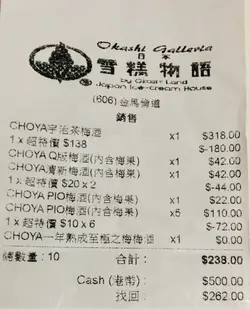 Okashi Galleria
日 本
雪糕物語
by Okashi Land
Japan Ice-cream House
(606) 金馬倫道
銷售
CHOYA宇治茶梅酒 x1 $318.00
1 x 超特價 $138 $-180.00
CHOYA Q版梅酒(內含梅果) x1 $42.00
CHOYA清新梅酒(內含梅果) x1 $42.00
1 x 超特價 $20 x 2 $-44.00
CHOYA PIO梅酒(內含梅果) x1 $22.00
CHOYA PIO梅酒(內含梅果) x5 $110.00
1 x 超特價 $10 x 6 $-72.00
CHOYA一年熟成至極之梅梅酒 x1 $0.00
總數量: 10 合計: $238.00
Cash (港幣): $500.00
找回: $262.00